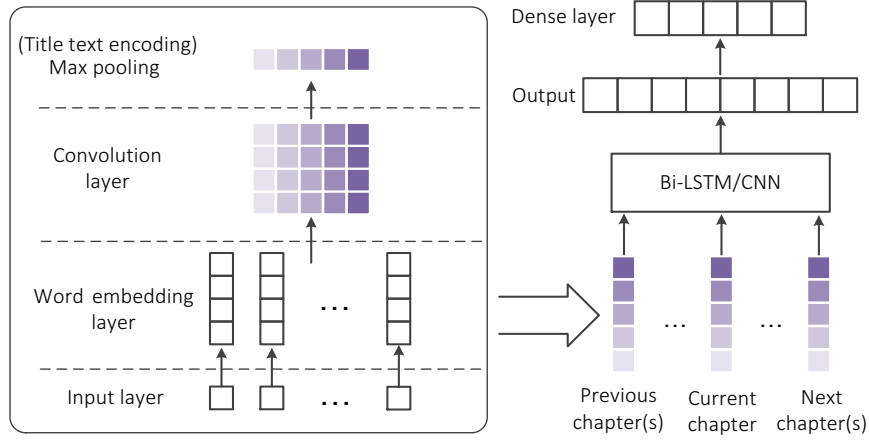 (Title text encoding)
Max pooling
Convolution
layer
Word embedding
layer
...
Input layer
...
Dense layer
Output
Bi-LSTM/CNN
...
...
Previous
chapter(s)
Current
chapter
Next
chapter(s)